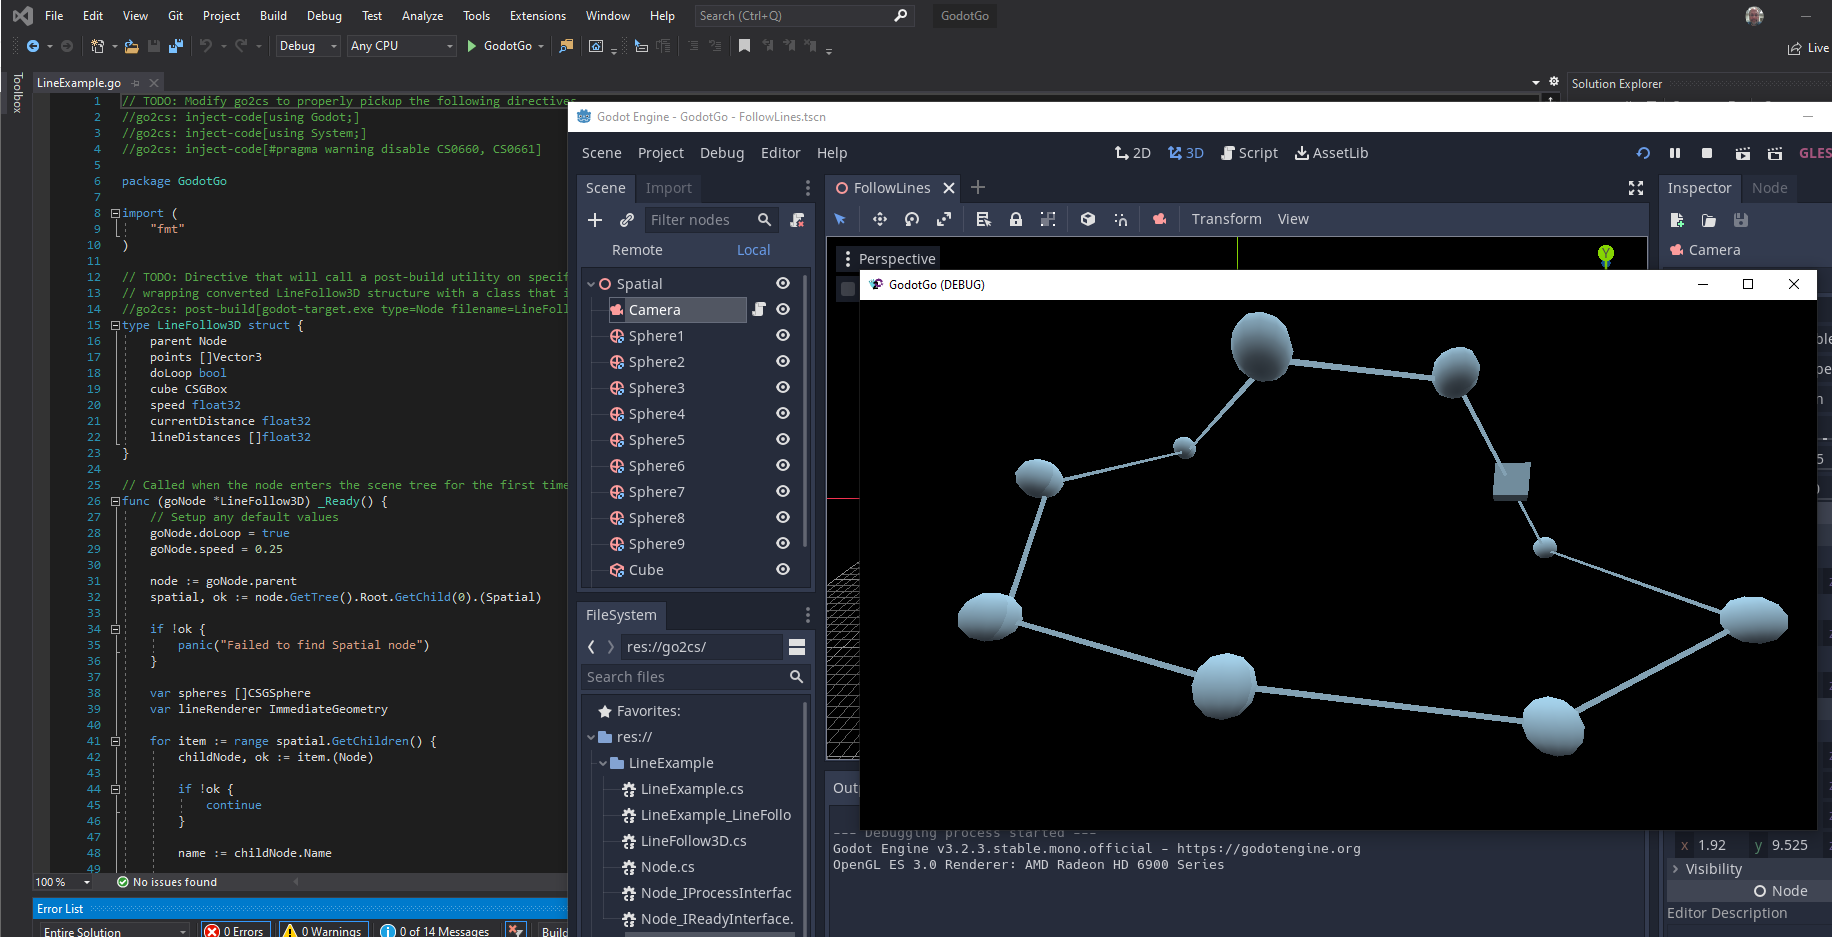 File Edit View Git Project Build Debug Test Analyze Tools Extensions Window Help Search (Ctrl+Q) GodotGo
Debug Any CPU GodotGo Live
Toolbox
LineExample.go
Solution Explorer
1 // TODO: Modify go2cs to properly pickup the following directives
2 //go2cs: inject-code[using Godot;]
3 //go2cs: inject-code[using System;]
4 //go2cs: inject-code[#pragma warning disable CS0660, CS0661]
5
6 package GodotGo
7
8 import (
9 "fmt"
10 )
11
12 // TODO: Directive that will call a post-build utility on specif
13 // wrapping converted LineFollow3D structure with a class that i
14 //go2cs: post-build[godot-target.exe type=Node filename=LineFoll
15 type LineFollow3D struct {
16 parent Node
17 points []Vector3
18 doLoop bool
19 cube CSGBox
20 speed float32
21 currentDistance float32
22 lineDistances []float32
23 }
24
25 // Called when the node enters the scene tree for the first time
26 func (goNode *LineFollow3D) _Ready() {
27 // Setup any default values
28 goNode.doLoop = true
29 goNode.speed = 0.25
30
31 node := goNode.parent
32 spatial, ok := node.GetTree().Root.GetChild(0).(Spatial)
33
34 if !ok {
35 panic("Failed to find Spatial node")
36 }
37
38 var spheres []CSGSphere
39 var lineRenderer ImmediateGeometry
40
41 for item := range spatial.GetChildren() {
42 childNode, ok := item.(Node)
43
44 if !ok {
45 continue
46 }
47
48 name := childNode.Name
49
100 % No issues found
Error List
Entire Solution 0 Errors 0 Warnings 0 of 14 Messages Build
Godot Engine - GodotGo - FollowLines.tscn
Scene Project Debug Editor Help 2D 3D Script AssetLib GLES
Scene Import
Filter nodes
Remote Local
Spatial
Camera
Sphere1
Sphere2
Sphere3
Sphere4
Sphere5
Sphere6
Sphere7
Sphere8
Sphere9
Cube
FileSystem
res://go2cs/
Search files
Favorites:
res://
LineExample
LineExample.cs
LineExample_LineFollo
LineFollow3D.cs
Node.cs
Node_IProcessInterfac
Node_IReadyInterface.
FollowLines
Transform View
Perspective
Y
GodotGo (DEBUG)
Out
--- Debugging process started ---
Godot Engine v3.2.3.stable.mono.official - https://godotengine.org
OpenGL ES 3.0 Renderer: AMD Radeon HD 6900 Series
Inspector Node
Camera
x 1.92 y 9.525
Visibility
Node
Editor Description